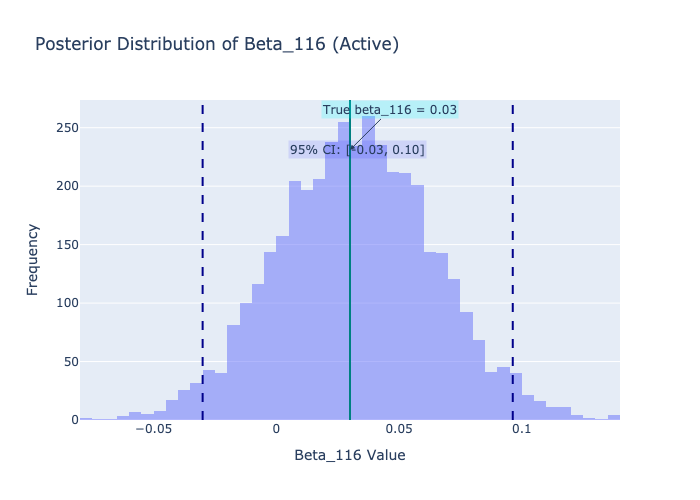 Posterior Distribution of Beta_116 (Active)
True beta_116 = 0.03
95% CI: [-0.03, 0.10]
250
200
150
100
50
0
Frequency
−0.05
0
0.05
0.1
Beta_116 Value